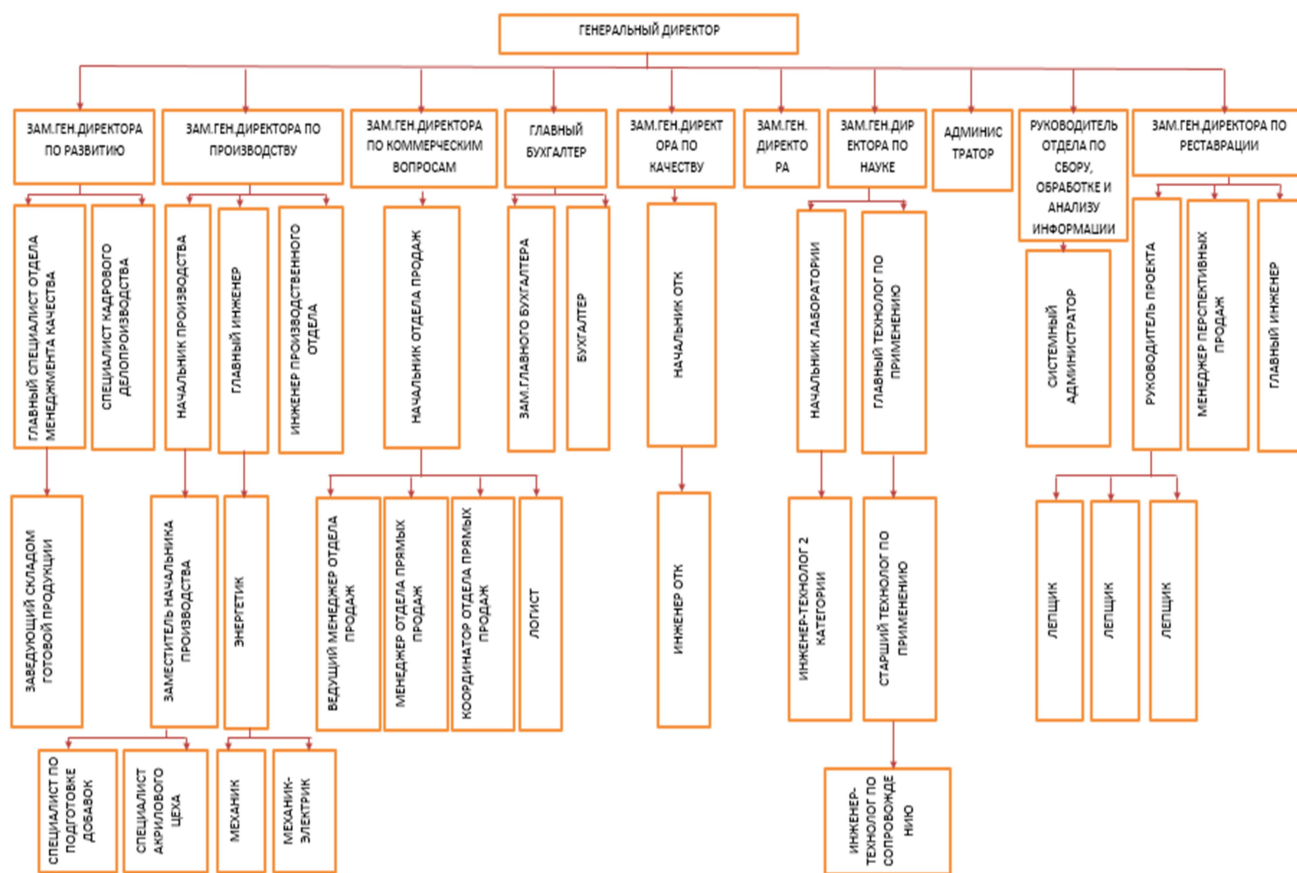 ГЕНЕРАЛЬНЫЙ ДИРЕКТОР
ЗАМ.ГЕН.ДИРЕКТОРА
ПО РАЗВИТИЮ
ЗАМ.ГЕН.ДИРЕКТОРА ПО
ПРОИЗВОДСТВУ
ЗАМ.ГЕН.ДИРЕКТОРА
ПО КОММЕРЧЕСКИМ
ВОПРОСАМ
ГЛАВНЫЙ
БУХГАЛТЕР
ЗАМ.ГЕН.ДИРЕКТ
ОРА ПО
КАЧЕСТВУ
ЗАМ.ГЕН.
ДИРЕКТО
РА
ЗАМ.ГЕН.ДИР
ЕКТОРА ПО
НАУКЕ
АДМИНИС
ТРАТОР
РУКОВОДИТЕЛЬ
ОТДЕЛА ПО
СБОРУ,
ОБРАБОТКЕ И
АНАЛИЗУ
ИНФОРМАЦИИ
ЗАМ.ГЕН.ДИРЕКТОРА ПО
РЕСТАВРАЦИИ
ГЛАВНЫЙ СПЕЦИАЛИСТ ОТДЕЛА
МЕНЕДЖМЕНТА КАЧЕСТВА
СПЕЦИАЛИСТ КАДРОВОГО
ДЕЛОПРОИЗВОДСТВА
НАЧАЛЬНИК ПРОИЗВОДСТВА
ГЛАВНЫЙ ИНЖЕНЕР
ИНЖЕНЕР ПРОИЗВОДСТВЕННОГО
ОТДЕЛА
НАЧАЛЬНИК ОТДЕЛА ПРОДАЖ
ЗАМ.ГЛАВНОГО БУХГАЛТЕРА
БУХГАЛТЕР
НАЧАЛЬНИК ОТК
НАЧАЛЬНИК ЛАБОРАТОРИИ
ГЛАВНЫЙ ТЕХНОЛОГ ПО
ПРИМЕНЕНИЮ
СИСТЕМНЫЙ
АДМИНИСТРАТОР
РУКОВОДИТЕЛЬ ПРОЕКТА
МЕНЕДЖЕР ПЕРСПЕКТИВНЫХ
ПРОДАЖ
ГЛАВНЫЙ ИНЖЕНЕР
ЗАВЕДУЮЩИЙ СКЛАДОМ
ГОТОВОЙ ПРОДУКЦИИ
ЗАМЕСТИТЕЛЬ НАЧАЛЬНИКА
ПРОИЗВОДСТВА
ЭНЕРГЕТИК
ВЕДУЩИЙ МЕНЕДЖЕР ОТДЕЛА
ПРОДАЖ
МЕНЕДЖЕР ОТДЕЛА ПРЯМЫХ
ПРОДАЖ
КООРДИНАТОР ОТДЕЛА ПРЯМЫХ
ПРОДАЖ
ЛОГИСТ
ИНЖЕНЕР ОТК
ИНЖЕНЕР-ТЕХНОЛОГ 2
КАТЕГОРИИ
СТАРШИЙ ТЕХНОЛОГ ПО
ПРИМЕНЕНИЮ
ЛЕПЩИК
ЛЕПЩИК
ЛЕПЩИК
СПЕЦИАЛИСТ ПО
ПОДГОТОВКЕ
ДОБАВОК
СПЕЦИАЛИСТ
АКРИЛОВОГО
ЦЕХА
МЕХАНИК
МЕХАНИК-
ЭЛЕКТРИК
ИНЖЕНЕР-
ТЕХНОЛОГ ПО
СОПРОВОЖДЕ
НИЮ